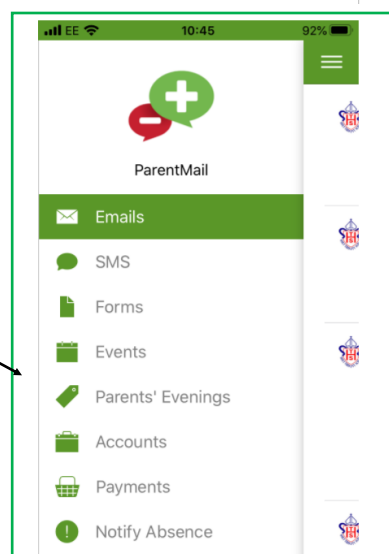 EE 10:45 92%
ParentMail
Emails
SMS
Forms
Events
Parents' Evenings
Accounts
Payments
Notify Absence